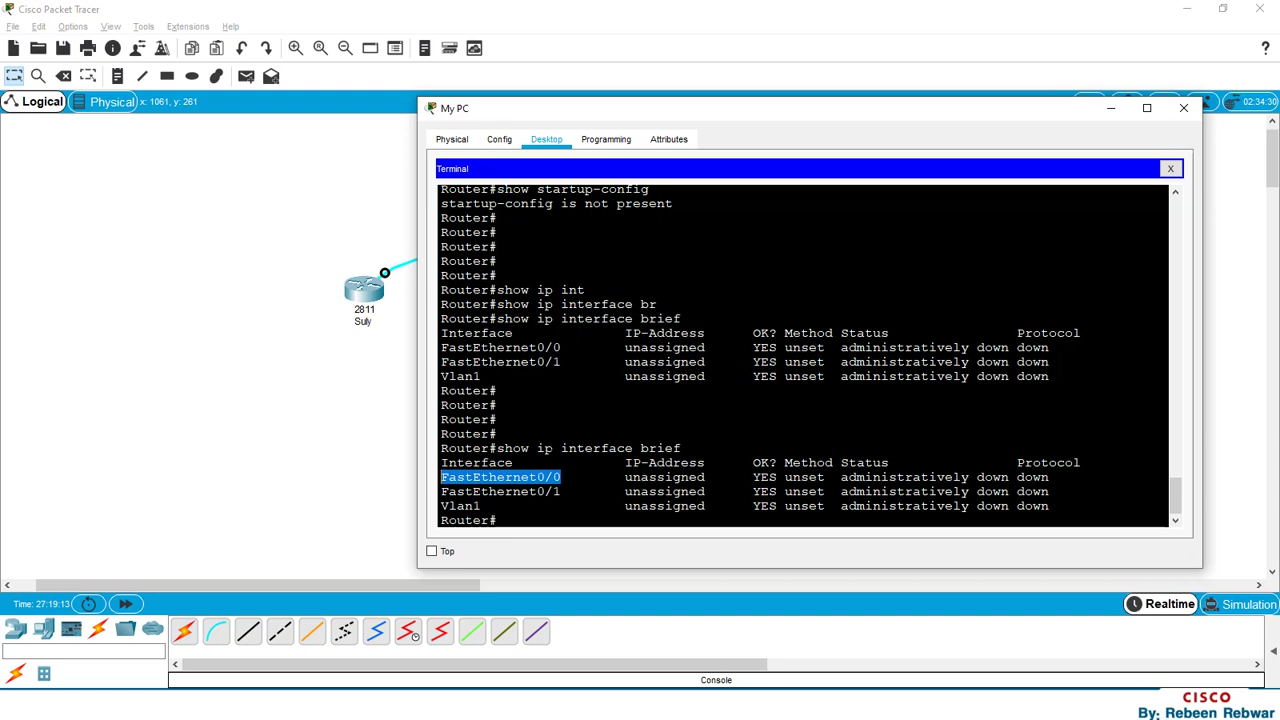 Cisco Packet Tracer
File Edit Options View Tools Extensions Help
Logical Physical x: 1061, y: 261 02:34:30
My PC
Physical Config Desktop Programming Attributes
Terminal X
Router#show startup-config
startup-config is not present
Router#
Router#
Router#
Router#
Router#
Router#show ip int
Router#show ip interface br
Router#show ip interface brief
Interface IP-Address OK? Method Status Protocol
FastEthernet0/0 unassigned YES unset administratively down down
FastEthernet0/1 unassigned YES unset administratively down down
Vlan1 unassigned YES unset administratively down down
Router#
Router#
Router#
Router#
Router#show ip interface brief
Interface IP-Address OK? Method Status Protocol
FastEthernet0/0 unassigned YES unset administratively down down
FastEthernet0/1 unassigned YES unset administratively down down
Vlan1 unassigned YES unset administratively down down
Router#
Top
2811
Suly
Time: 27:19:13 Realtime Simulation
Console
CISCO
By: Rebeen Rebwar